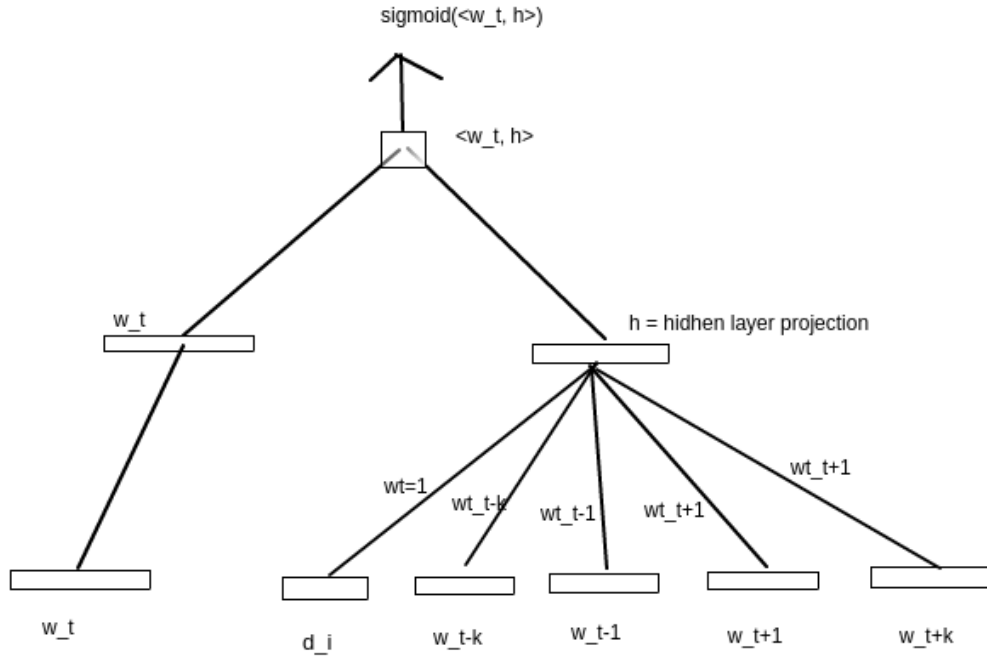 sigmoid(<w_t, h>)
<w_t, h>
w_t
h = hidhen layer projection
wt=1
wt_t-k
wt_t-1
wt_t+1
wt_t+1
w_t
d_i
w_t-k
w_t-1
w_t+1
w_t+k